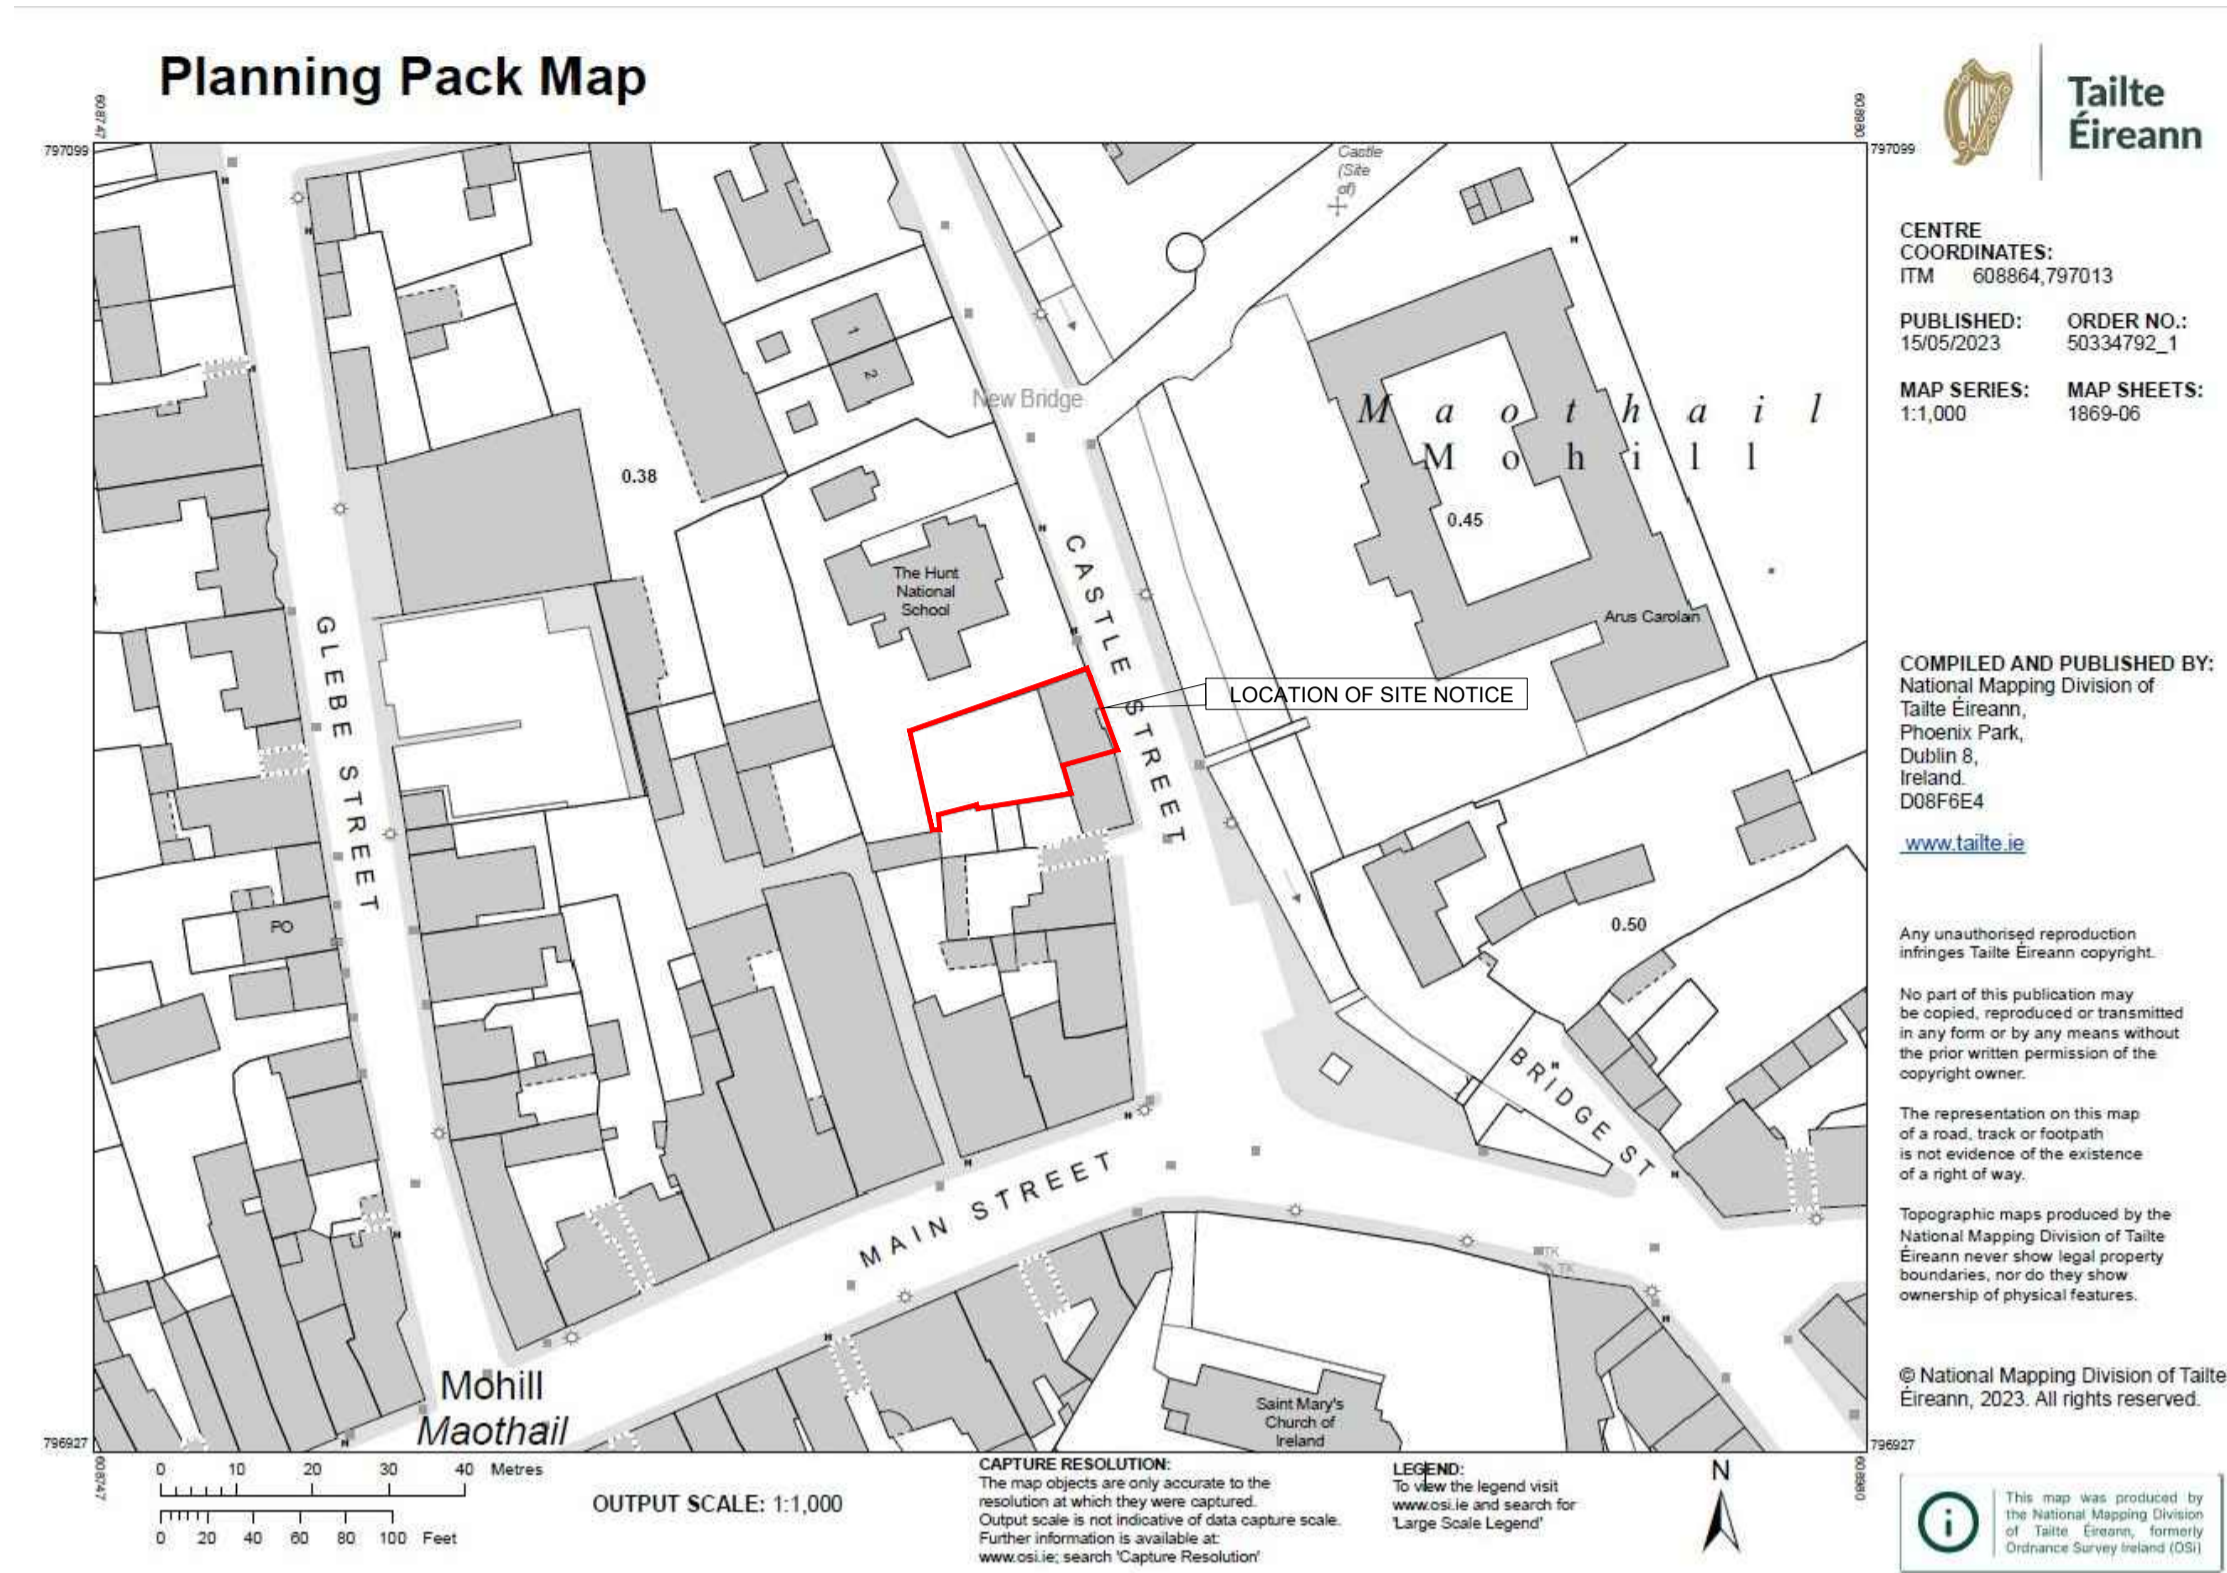 Planning Pack Map
608747
608980
797099
797099
Tailte
Éireann
CENTRE
COORDINATES:
ITM 608864,797013
PUBLISHED: ORDER NO.:
15/05/2023 50334792_1
MAP SERIES: MAP SHEETS:
1:1,000 1869-06
COMPILED AND PUBLISHED BY:
National Mapping Division of
Tailte Éireann,
Phoenix Park,
Dublin 8,
Ireland.
D08F6E4
www.tailte.ie
Any unauthorised reproduction
infringes Tailte Éireann copyright.
No part of this publication may
be copied, reproduced or transmitted
in any form or by any means without
the prior written permission of the
copyright owner.
The representation on this map
of a road, track or footpath
is not evidence of the existence
of a right of way.
Topographic maps produced by the
National Mapping Division of Tailte
Éireann never show legal property
boundaries, nor do they show
ownership of physical features.
© National Mapping Division of Tailte
Éireann, 2023. All rights reserved.
Castle
(Site
of)
1
2
New Bridge
Maothail
Mohill
0.38
0.45
The Hunt
National
School
CASTLE STREET
Arus Carolan
GLEBE STREET
LOCATION OF SITE NOTICE
PO
0.50
BRIDGE ST
MAIN STREET
TK
TK
Mohill
Maothail
Saint Mary's
Church of
Ireland
796927
796927
608747
608980
0 10 20 30 40 Metres
0 20 40 60 80 100 Feet
OUTPUT SCALE: 1:1,000
CAPTURE RESOLUTION:
The map objects are only accurate to the
resolution at which they were captured.
Output scale is not indicative of data capture scale.
Further information is available at:
www.osi.ie; search 'Capture Resolution'
LEGEND:
To view the legend visit
www.osi.ie and search for
'Large Scale Legend'
N
This map was produced by
the National Mapping Division
of Tailte Éireann, formerly
Ordnance Survey Ireland (OSi)